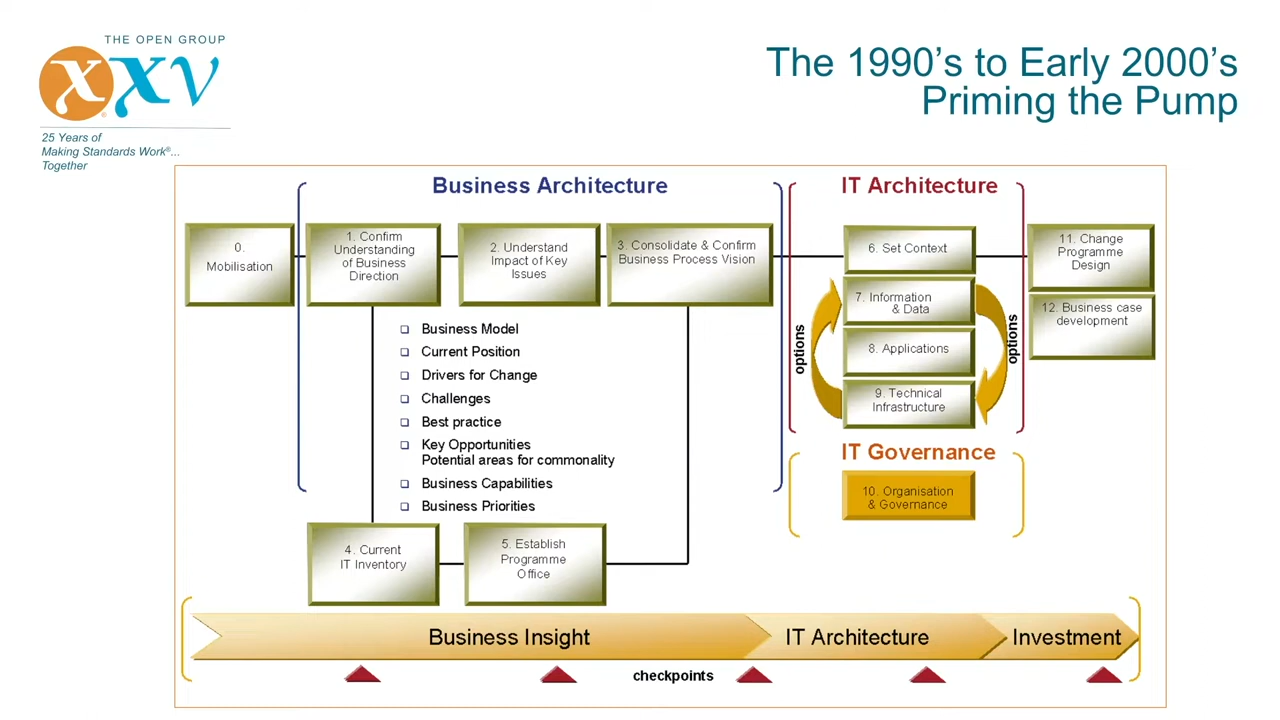 THE OPEN GROUP
XXV
25 Years of
Making Standards Work®...
Together
The 1990’s to Early 2000’s
Priming the Pump
Business Architecture
IT Architecture
0.
Mobilisation
1. Confirm
Understanding
of Business
Direction
2. Understand
Impact of Key
Issues
3. Consolidate & Confirm
Business Process Vision
6. Set Context
11. Change
Programme
Design
7. Information
& Data
12. Business case
development
8. Applications
9. Technical
Infrastructure
options
options
Business Model
Current Position
Drivers for Change
Challenges
Best practice
Key Opportunities
Potential areas for commonality
Business Capabilities
Business Priorities
IT Governance
10. Organisation
& Governance
4. Current
IT Inventory
5. Establish
Programme
Office
Business Insight
IT Architecture
Investment
checkpoints